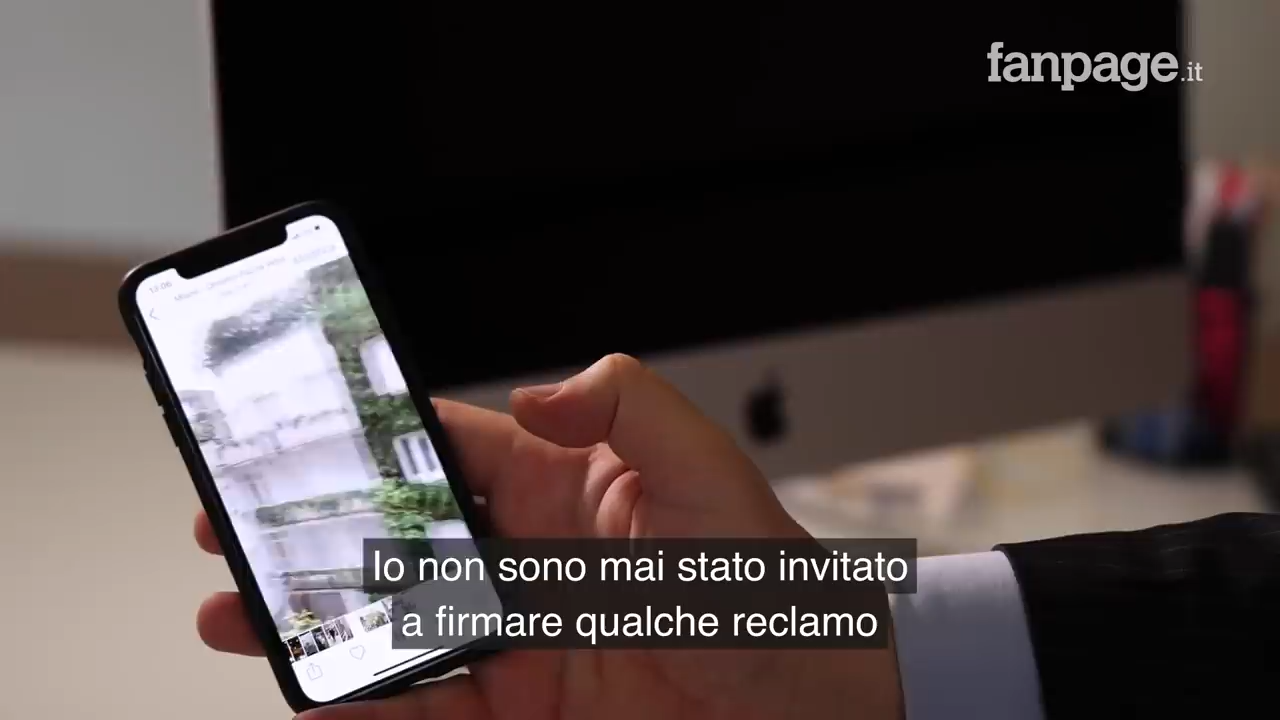 fanpage.it
Io non sono mai stato invitato
a firmare qualche reclamo